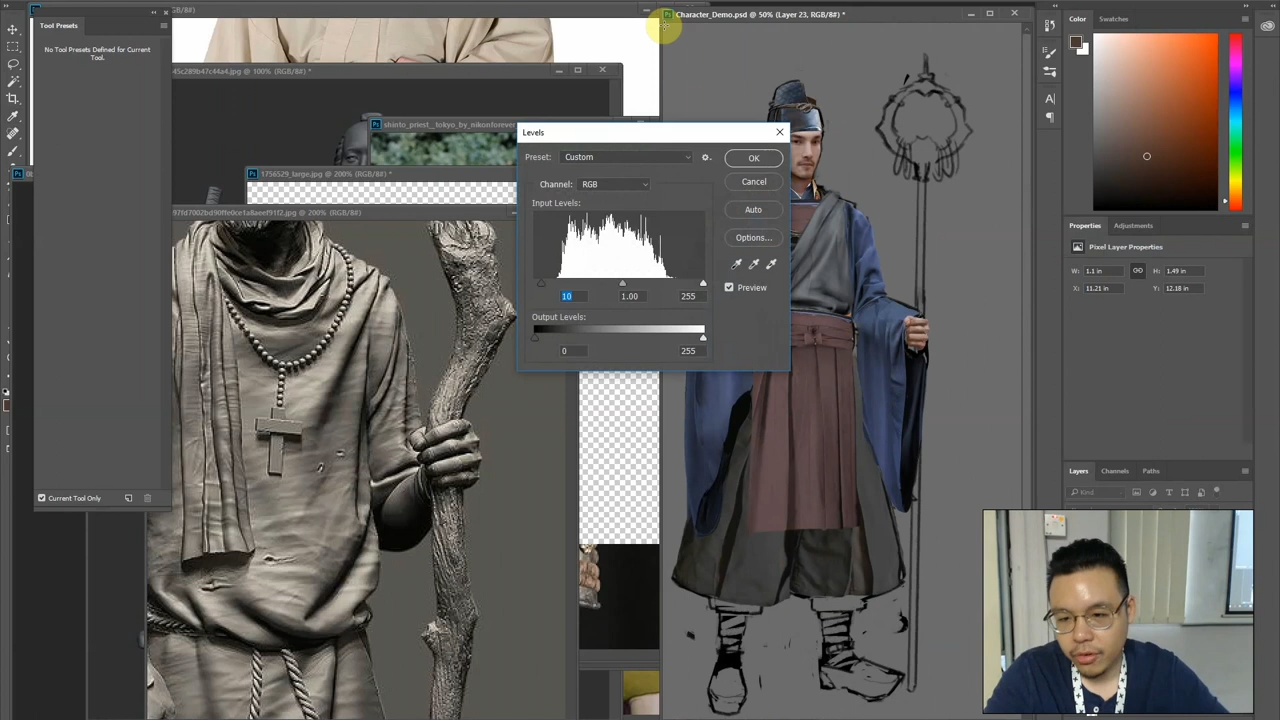 Tool Presets
No Tool Presets Defined for Current
Tool.
Current Tool Only
45c289b47c44a4.jpg @ 100% (RGB/8#) *
shinto_priest__tokyo_by_nikonforever
1756529_large.jpg @ 200% (RGB/8#) *
97fd7002bd90ffe0ce1a8aeef91f2.jpg @ 200% (RGB/8#)
Character_Demo.psd @ 50% (Layer 23, RGB/8#) *
Levels
Preset: Custom
OK
Channel: RGB
Cancel
Input Levels:
Auto
Options...
Preview
10 1.00 255
Output Levels:
0 255
Color Swatches
Properties Adjustments
Pixel Layer Properties
W: 1.1 in H: 1.49 in
X: 11.21 in Y: 12.18 in
Layers Channels Paths
Kind